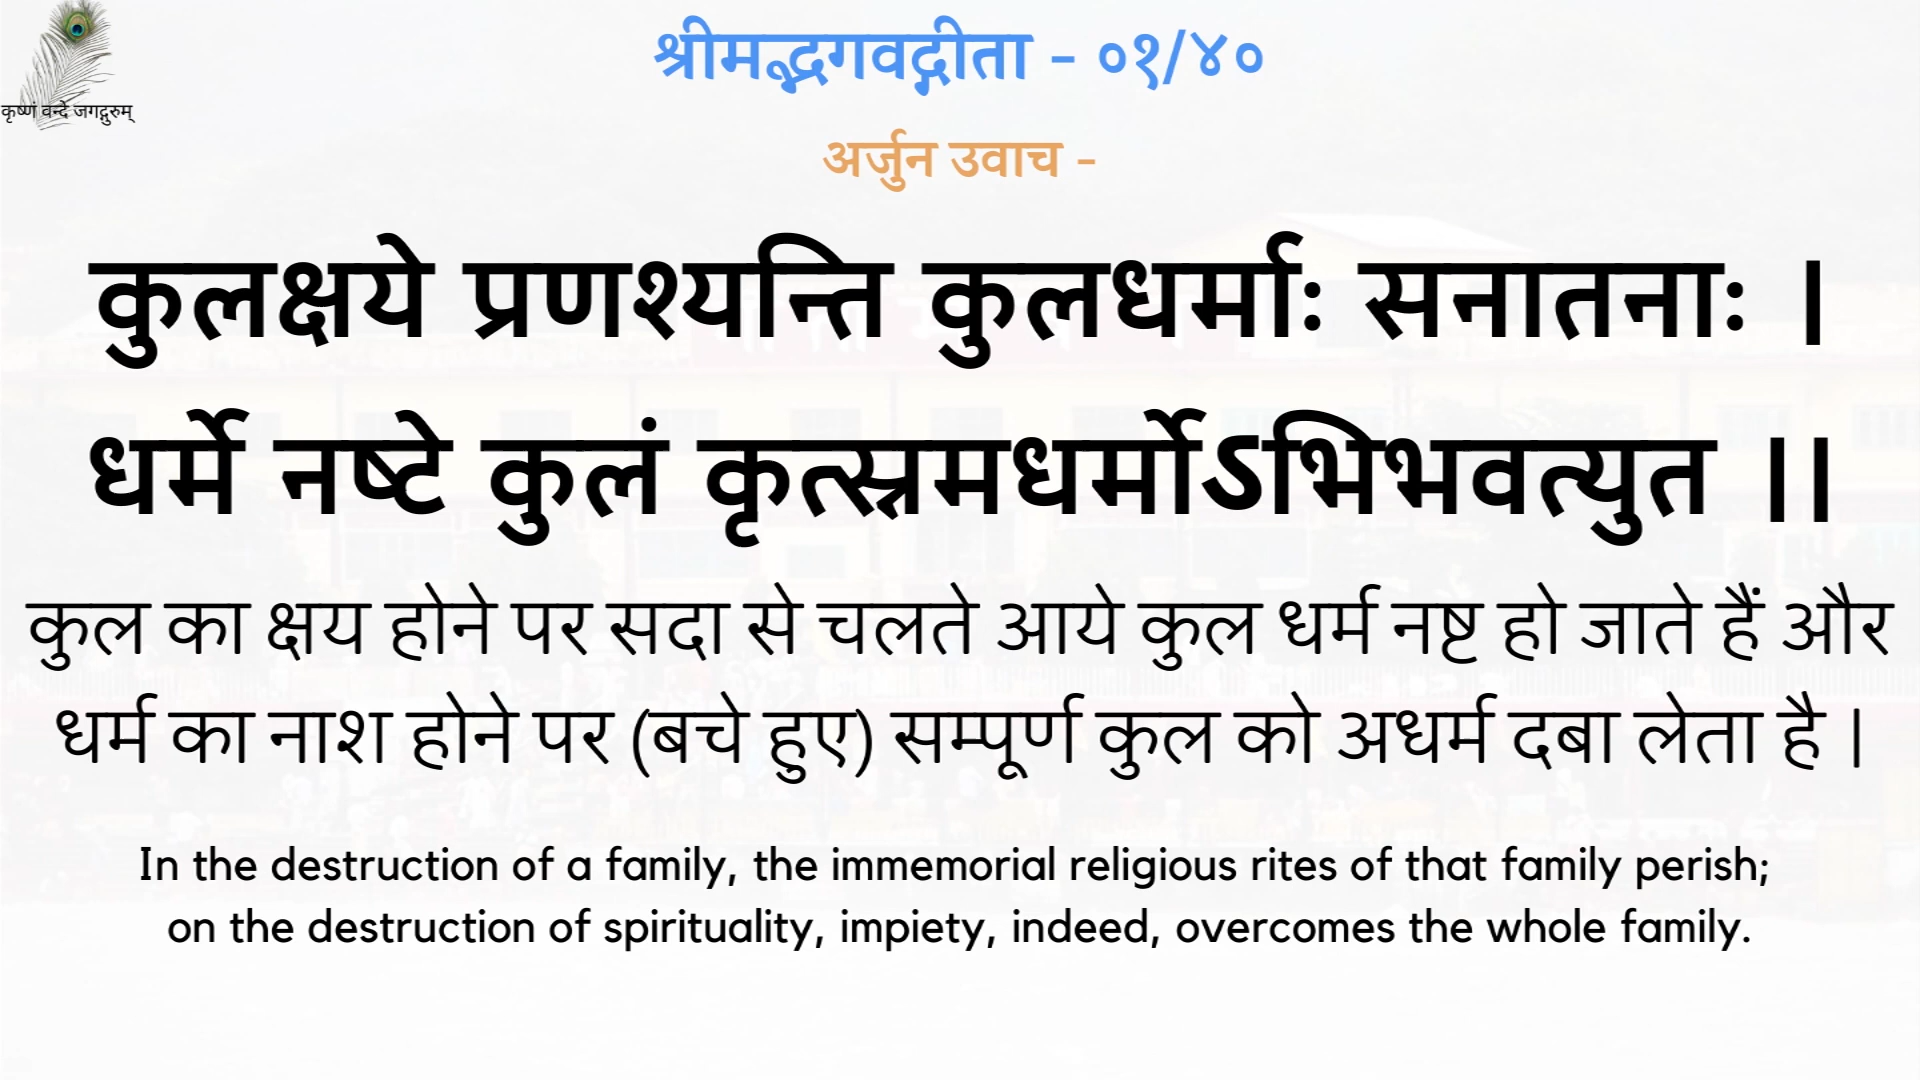 श्रीमद्भगवद्गीता - ०१/४०
कृष्णं वन्दे जगद्गुरुम्
अर्जुन उवाच -
कुलक्षये प्रणश्यन्ति कुलधर्माः सनातनाः |
धर्मे नष्टे कुलं कृत्स्नमधर्मोऽभिभवत्युत ||
कुल का क्षय होने पर सदा से चलते आये कुल धर्म नष्ट हो जाते हैं और
धर्म का नाश होने पर (बचे हुए) सम्पूर्ण कुल को अधर्म दबा लेता है |
In the destruction of a family, the immemorial religious rites of that family perish;
on the destruction of spirituality, impiety, indeed, overcomes the whole family.